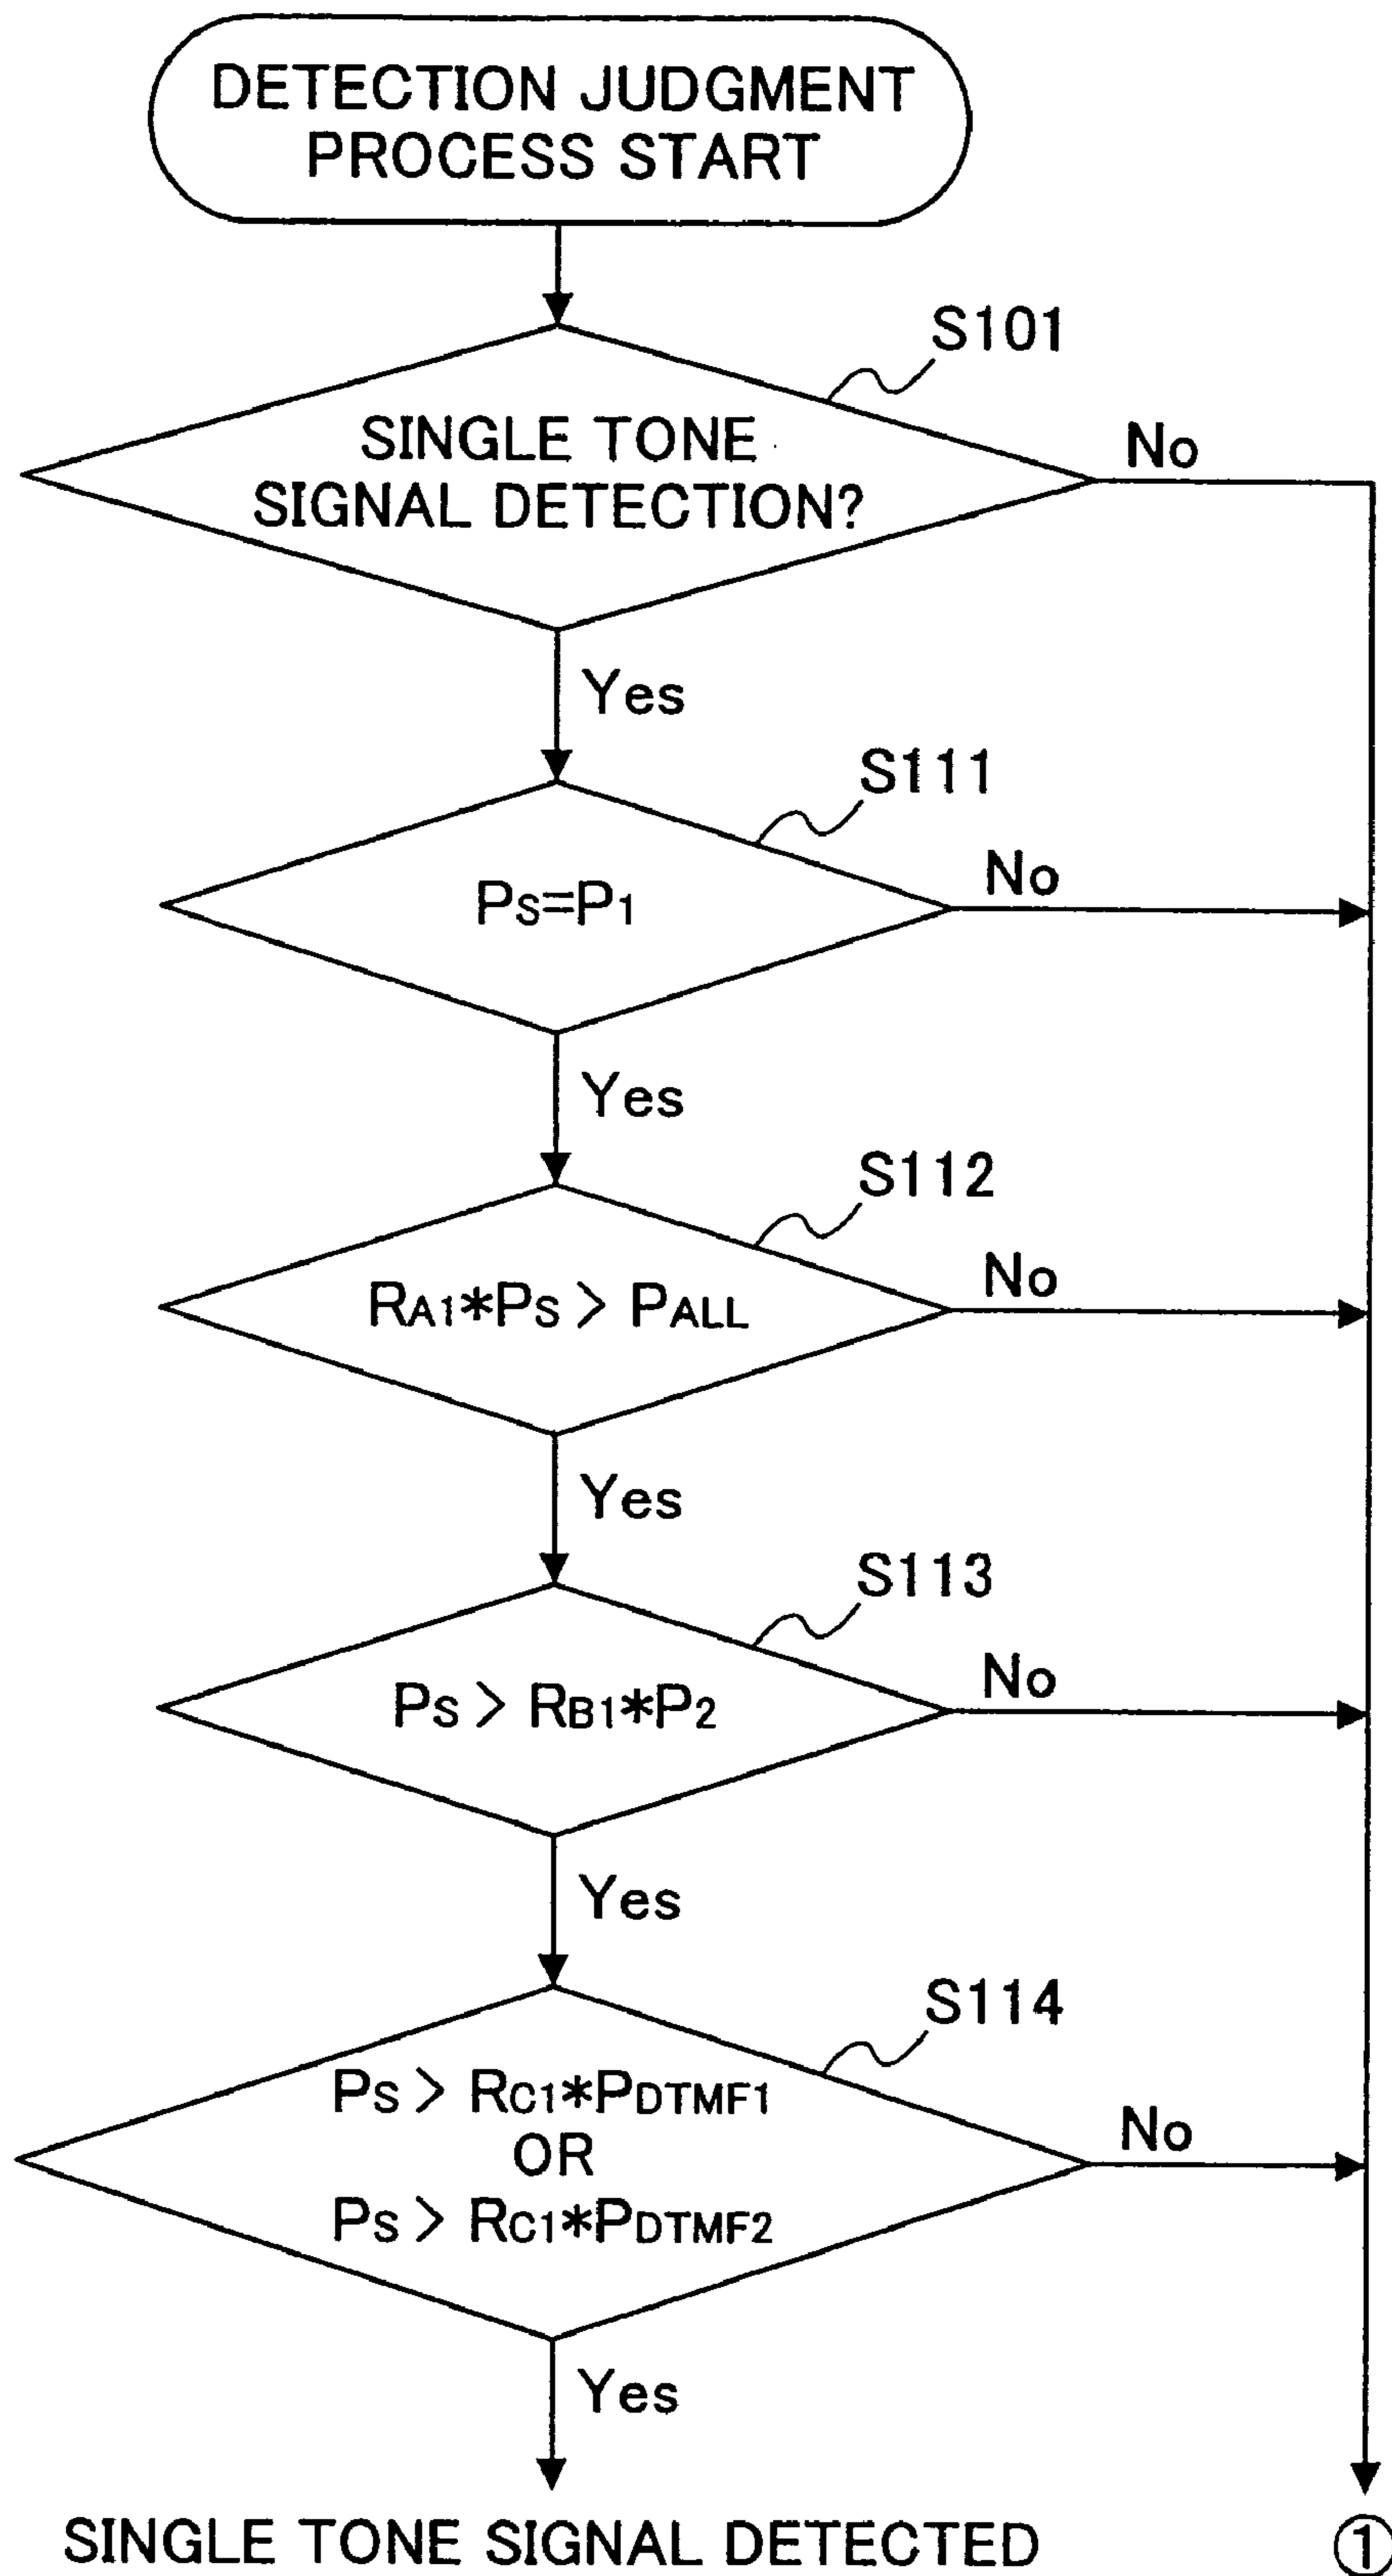 DETECTION JUDGMENT
PROCESS START
S101
SINGLE TONE
SIGNAL DETECTION?
No
Yes
S111
PS=P1
No
Yes
S112
RA1*PS > PALL
No
Yes
S113
PS > RB1*P2
No
Yes
S114
PS > RC1*PDTMF1
OR
PS > RC1*PDTMF2
No
Yes
SINGLE TONE SIGNAL DETECTED
①